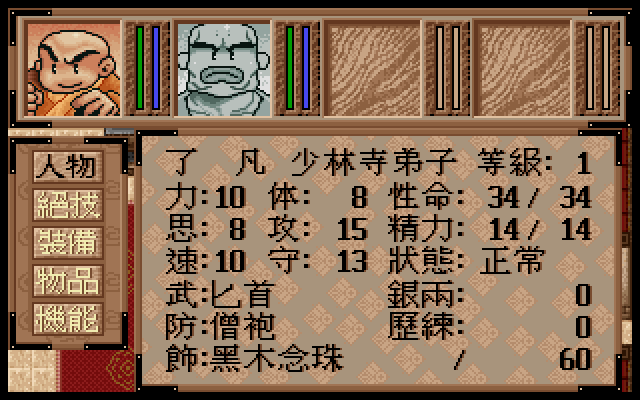 人物
絕技
裝備
物品
機能
了 凡 少林寺弟子 等級: 1
力:10 体: 8 性命: 34/ 34
思: 8 攻: 15 精力: 14/ 14
速:10 守: 13 狀態: 正常
武:匕首 銀兩: 0
防:僧袍 歷練: 0
飾:黑木念珠 / 60